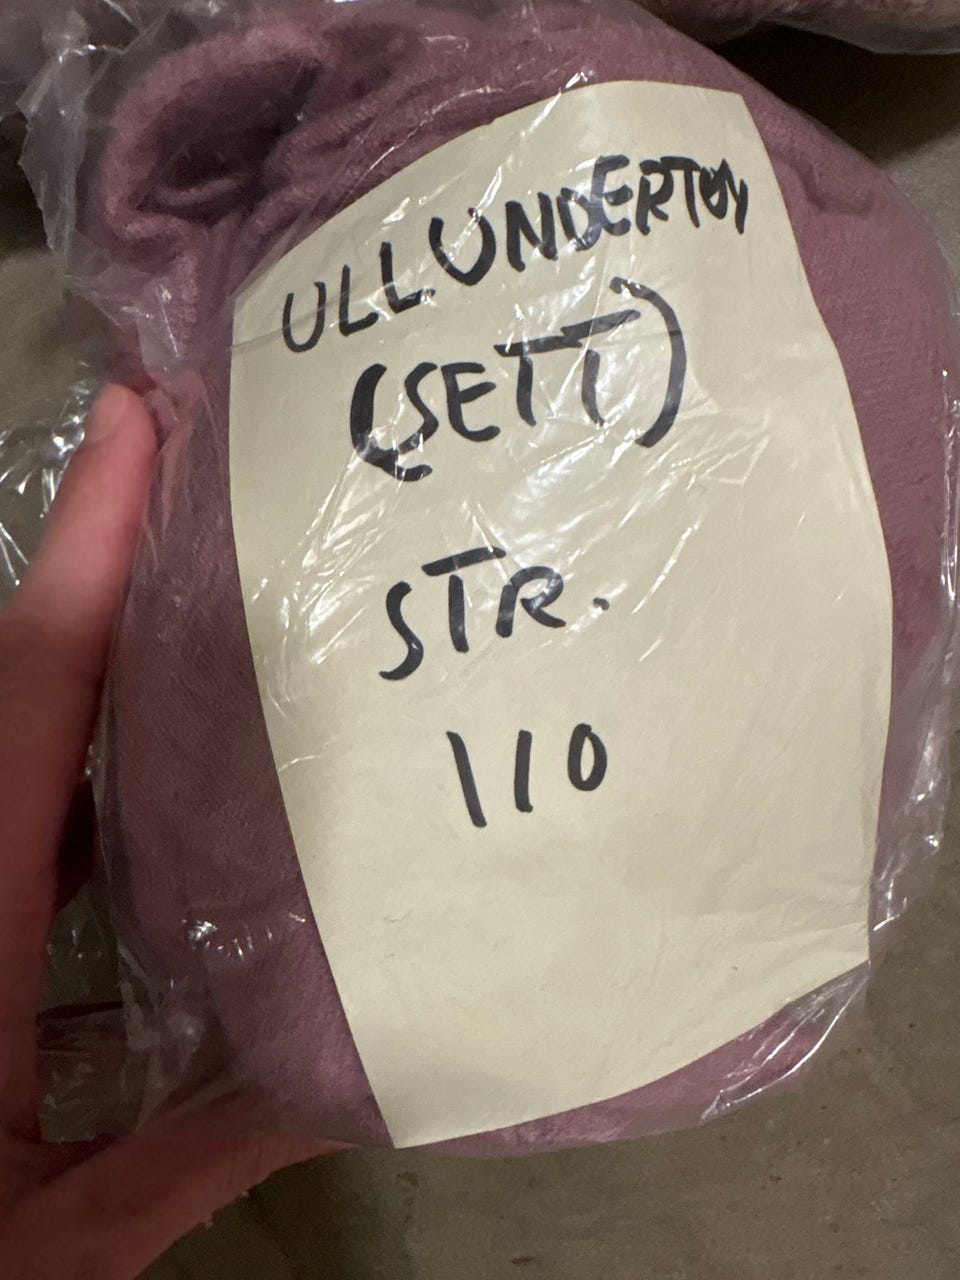 ULLUNDERTØY
(SETT)
STR.
110